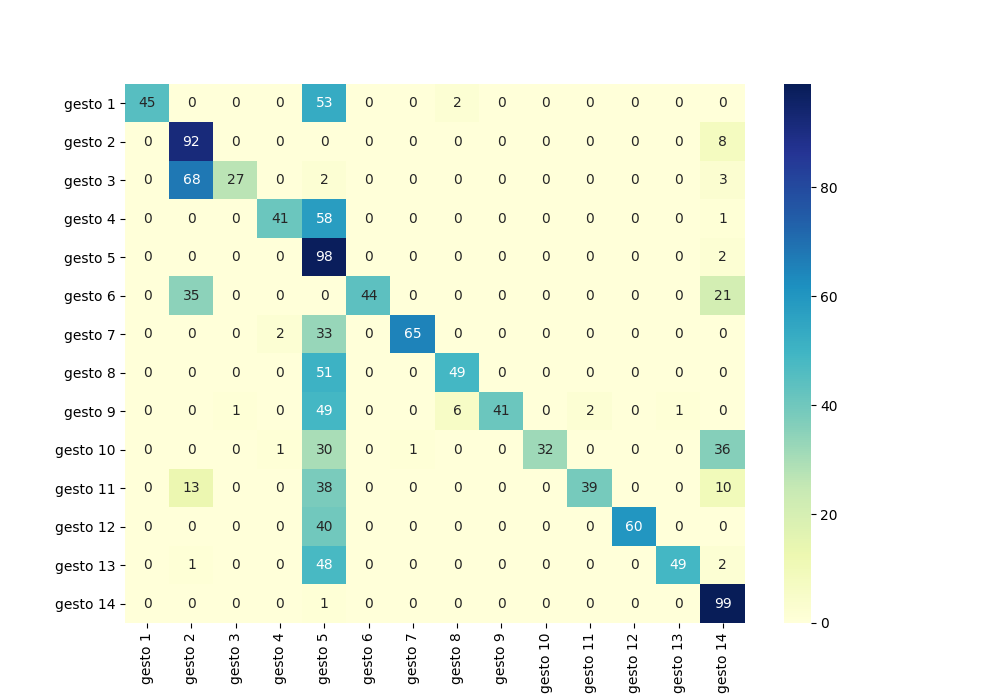 gesto 1 45 0 0 0 53 0 0 2 0 0 0 0 0 0
gesto 2 0 92 0 0 0 0 0 0 0 0 0 0 0 8
gesto 3 0 68 27 0 2 0 0 0 0 0 0 0 0 3
gesto 4 0 0 0 41 58 0 0 0 0 0 0 0 0 1
gesto 5 0 0 0 0 98 0 0 0 0 0 0 0 0 2
gesto 6 0 35 0 0 0 44 0 0 0 0 0 0 0 21
gesto 7 0 0 0 2 33 0 65 0 0 0 0 0 0 0
gesto 8 0 0 0 0 51 0 0 49 0 0 0 0 0 0
gesto 9 0 0 1 0 49 0 0 6 41 0 2 0 1 0
gesto 10 0 0 0 1 30 0 1 0 0 32 0 0 0 36
gesto 11 0 13 0 0 38 0 0 0 0 0 39 0 0 10
gesto 12 0 0 0 0 40 0 0 0 0 0 0 60 0 0
gesto 13 0 1 0 0 48 0 0 0 0 0 0 0 49 2
gesto 14 0 0 0 0 1 0 0 0 0 0 0 0 0 99
gesto 1
gesto 2
gesto 3
gesto 4
gesto 5
gesto 6
gesto 7
gesto 8
gesto 9
gesto 10
gesto 11
gesto 12
gesto 13
gesto 14
80
60
40
20
0